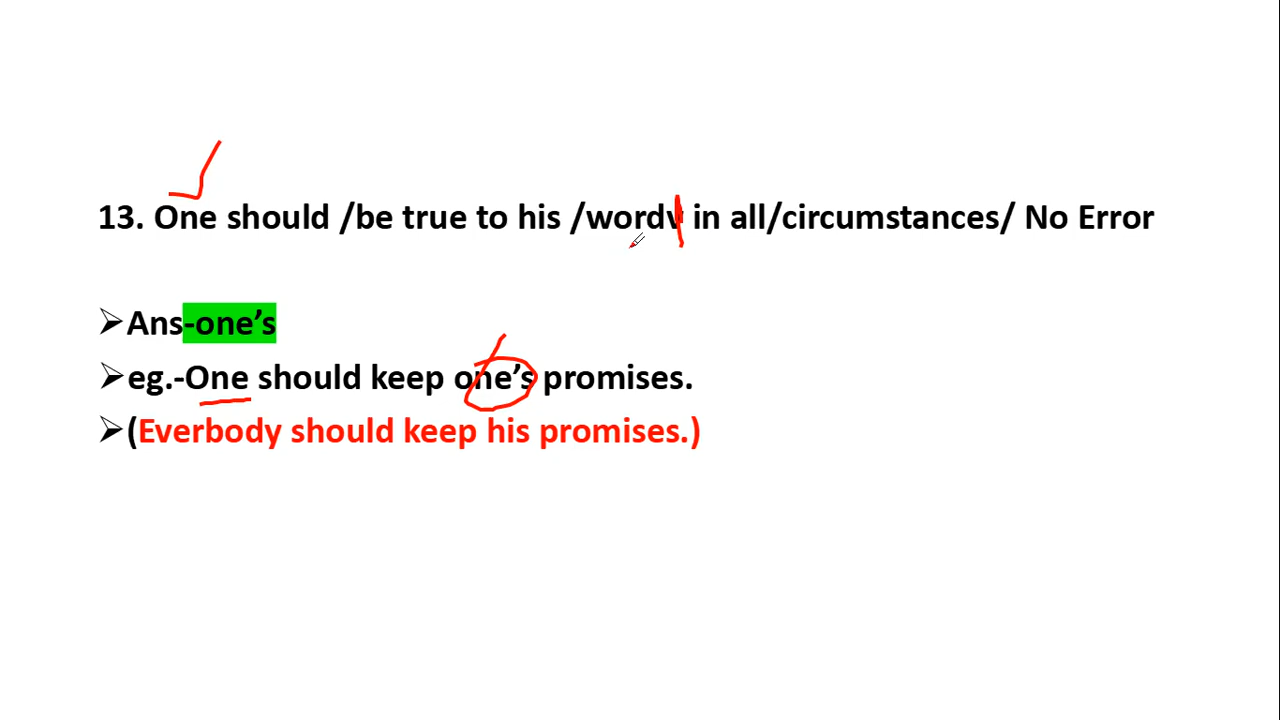 13. One should /be true to his /wordv in all/circumstances/ No Error
➢Ans-one's
➢eg.-One should keep one's promises.
➢(Everbody should keep his promises.)